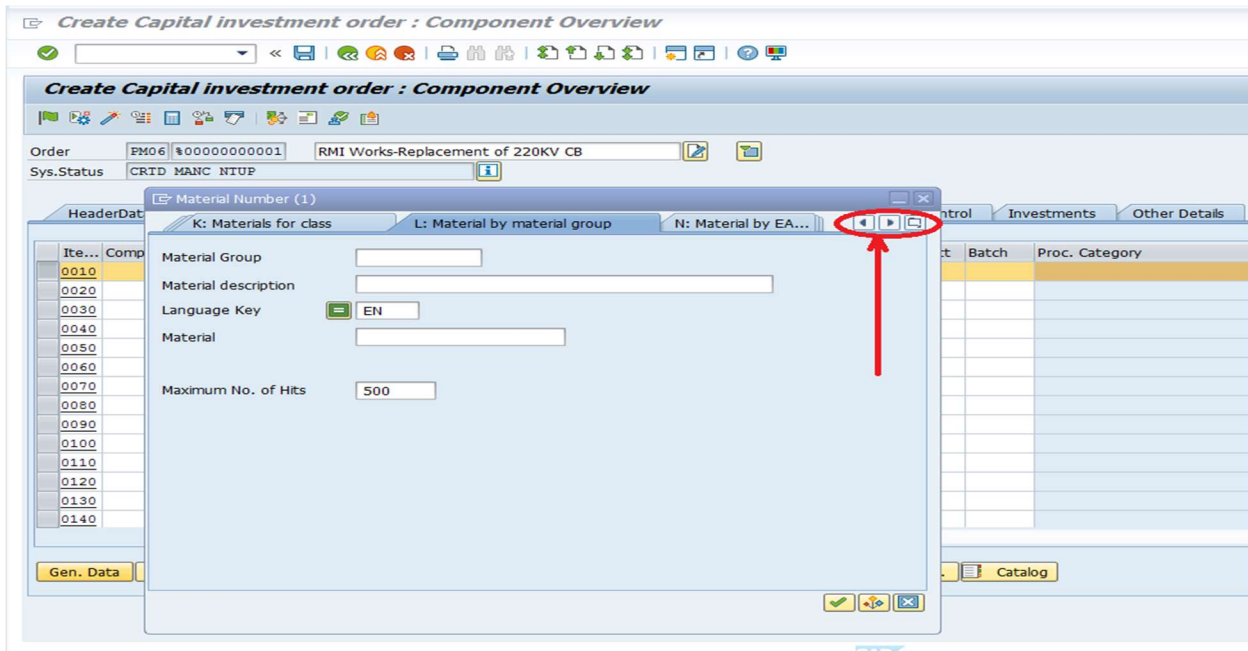 Create Capital investment order : Component Overview
«
Create Capital investment order : Component Overview
Order PM06 %00000000001 RMI Works-Replacement of 220KV CB
Sys.Status CRTD MANC NTUP
Material Number (1)
HeaderDat ntrol Investments Other Details
K: Materials for class L: Material by material group N: Material by EA...
Ite... Comp ct Batch Proc. Category
Material Group
0010
Material description
0020
Language Key EN
0030
Material
0040
0050
0060
Maximum No. of Hits 500
0070
0080
0090
0100
0110
0120
0130
0140
Gen. Data . Catalog